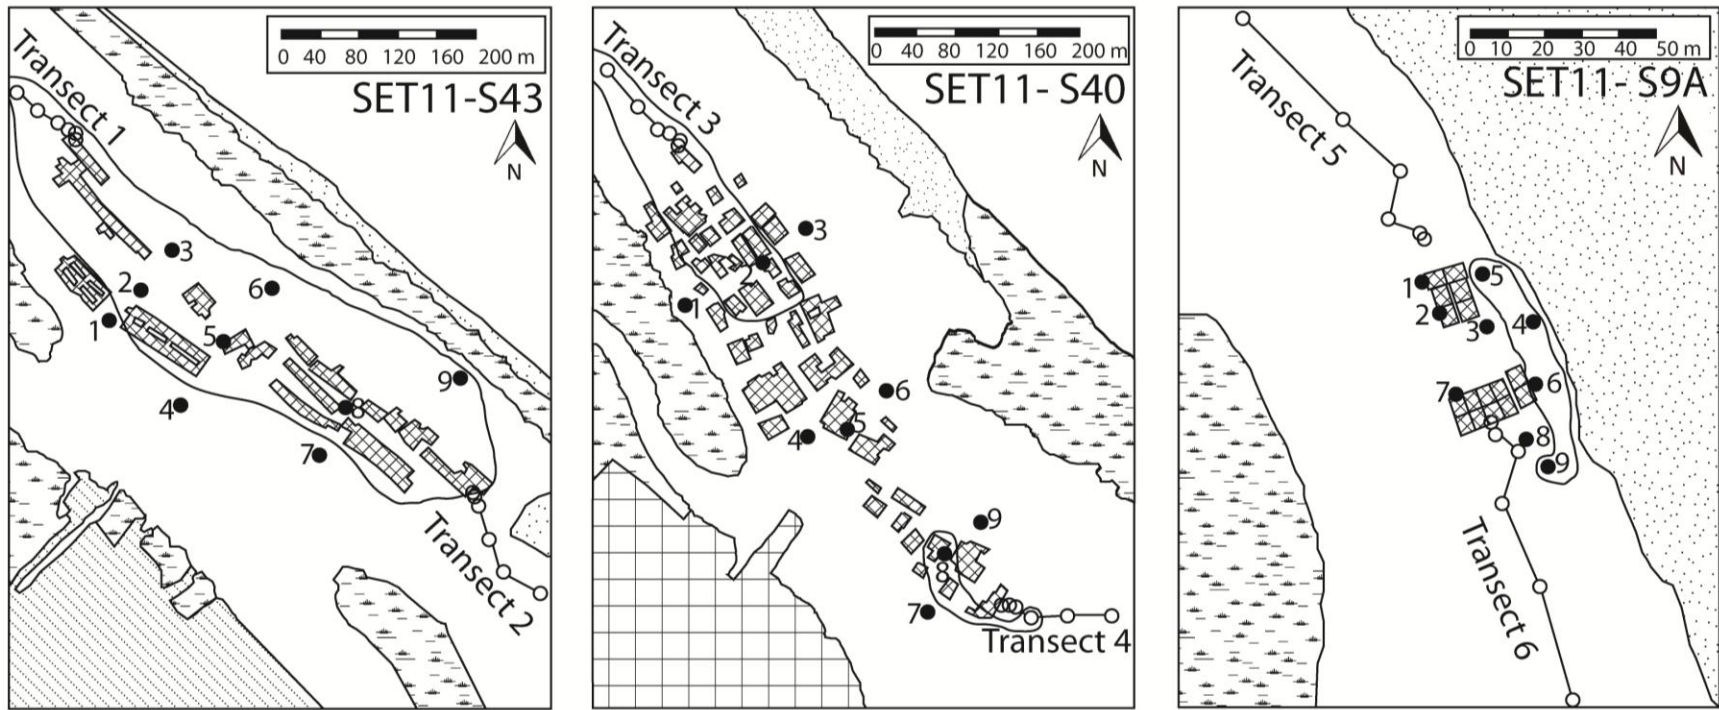 0 40 80 120 160 200 m
SET11-S43
N
Transect 1
3
2
6
1
5
9
4
8
7
Transect 2
0 40 80 120 160 200 m
SET11- S40
N
Transect 3
3
2
1
6
4
5
9
8
7
Transect 4
0 10 20 30 40 50 m
SET11- S9A
N
Transect 5
1
5
2
3
4
7
6
8
9
Transect 6